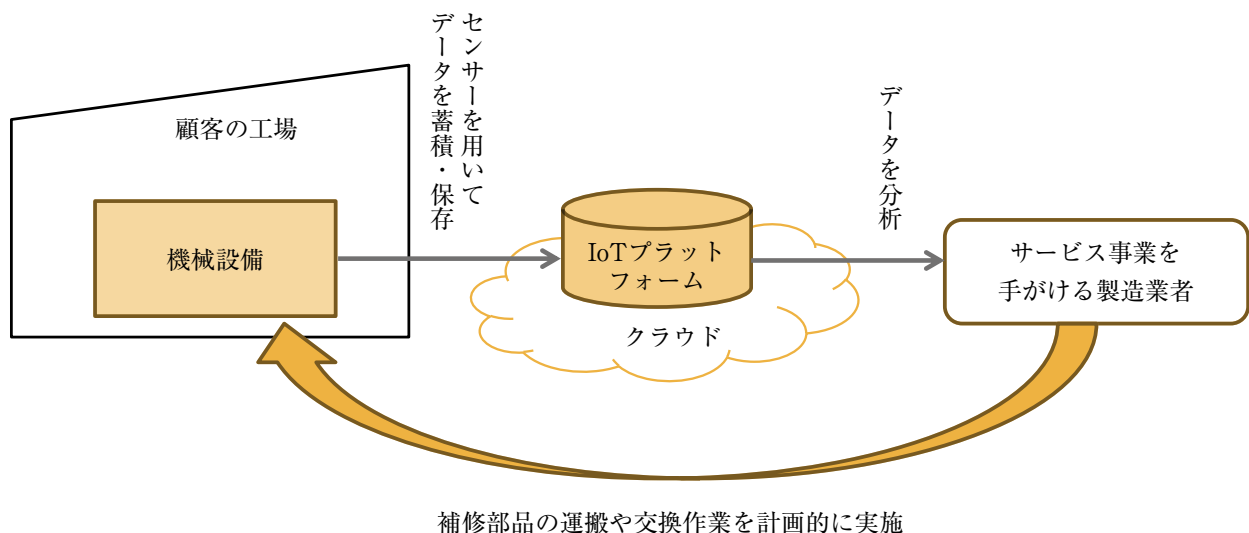 センサーを用いて
データを蓄積・保存
データを分析
顧客の工場
機械設備
IoTプラット
フォーム
クラウド
サービス事業を
手がける製造業者
補修部品の運搬や交換作業を計画的に実施